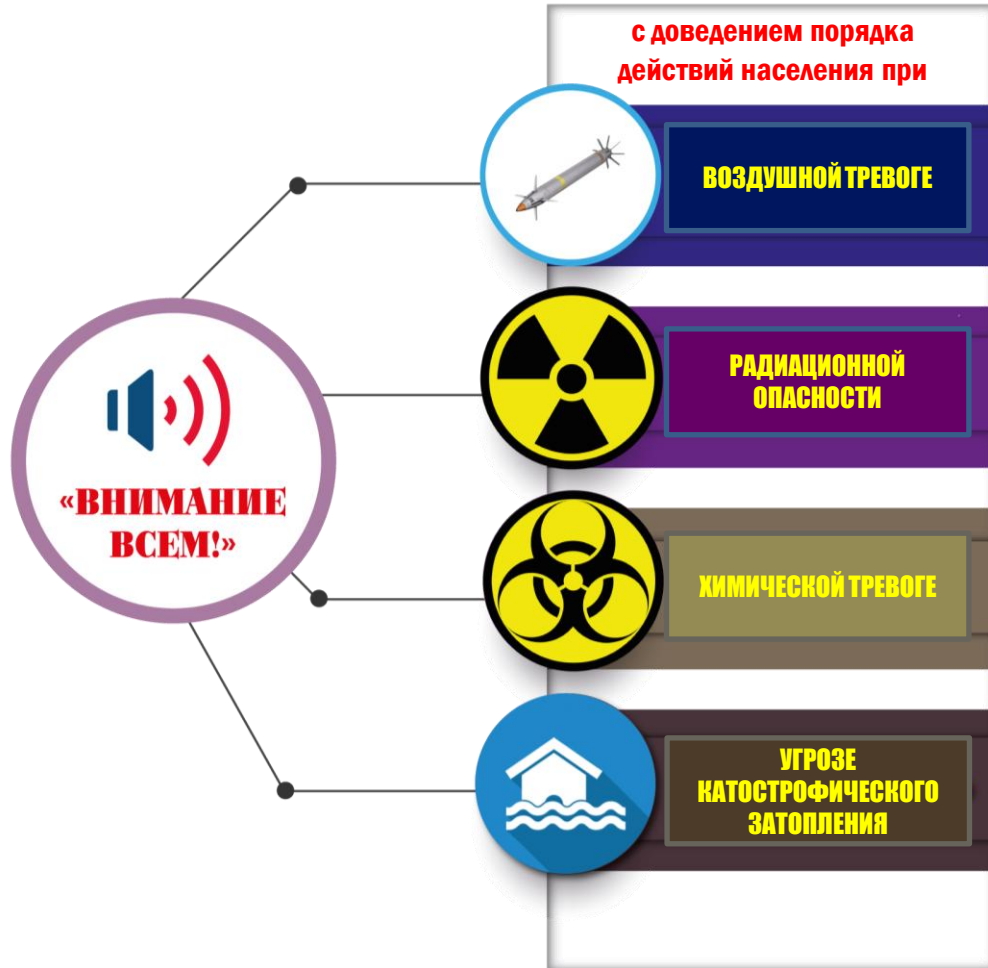 с доведением порядка
действий населения при
ВОЗДУШНОЙ ТРЕВОГЕ
РАДИАЦИОННОЙ
ОПАСНОСТИ
«ВНИМАНИЕ
ВСЕМ!»
ХИМИЧЕСКОЙ ТРЕВОГЕ
УГРОЗЕ
КАТОСТРОФИЧЕСКОГО
ЗАТОПЛЕНИЯ